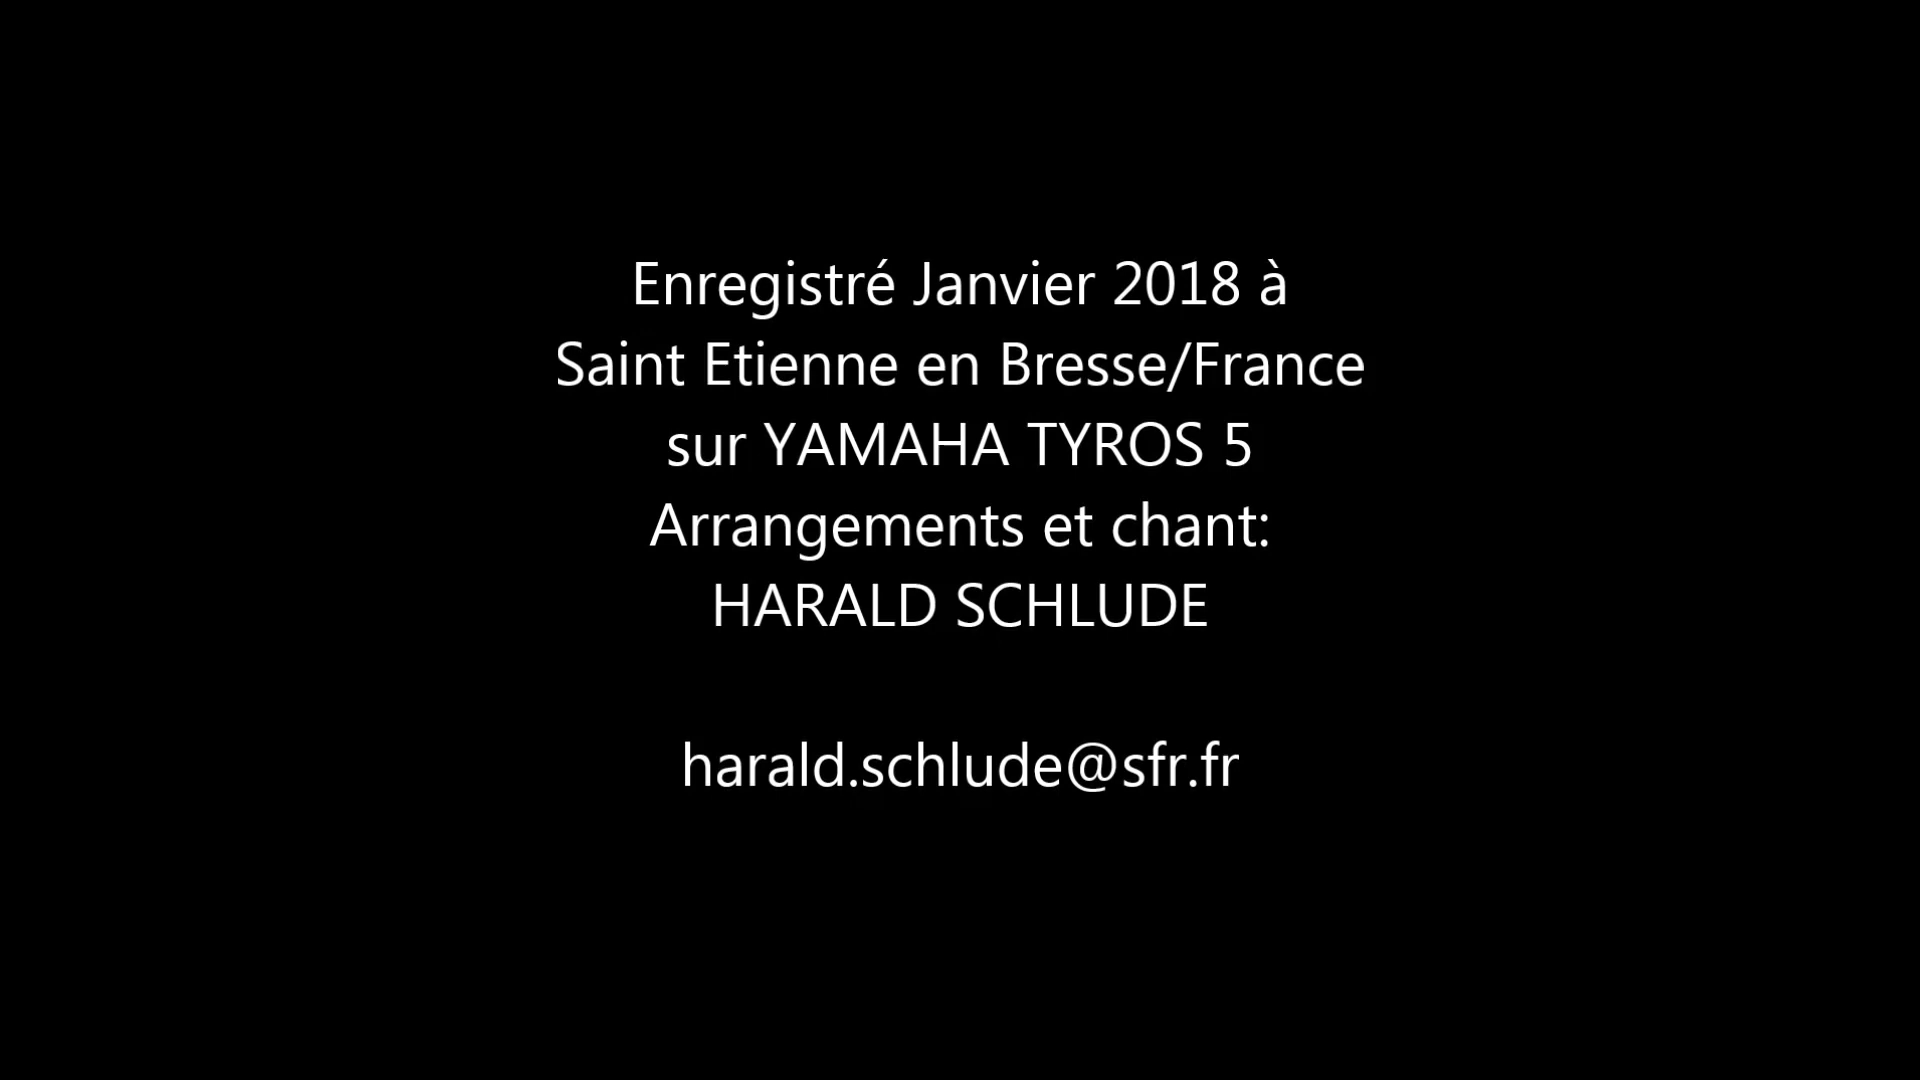 Enregistré Janvier 2018 à
Saint Etienne en Bresse/France
sur YAMAHA TYROS 5
Arrangements et chant:
HARALD SCHLUDE
harald.schlude@sfr.fr